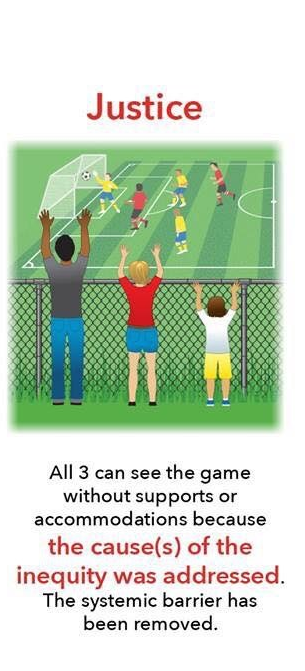 Justice
All 3 can see the game
without supports or
accommodations because
the cause(s) of the
inequity was addressed.
The systemic barrier has
been removed.